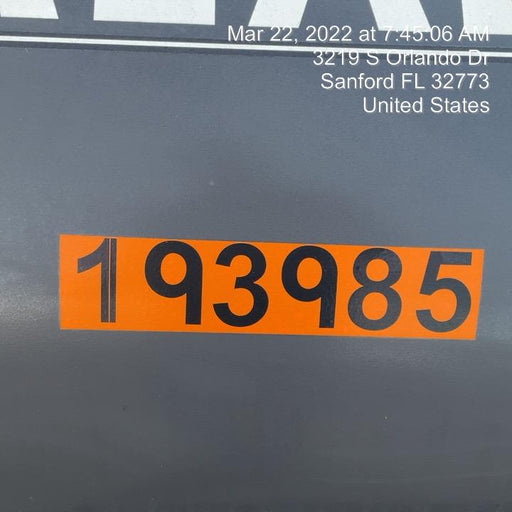 Mar 22, 2022 at 7:45:06 AM
3219 S Orlando Dr
Sanford FL 32773
United States
193985